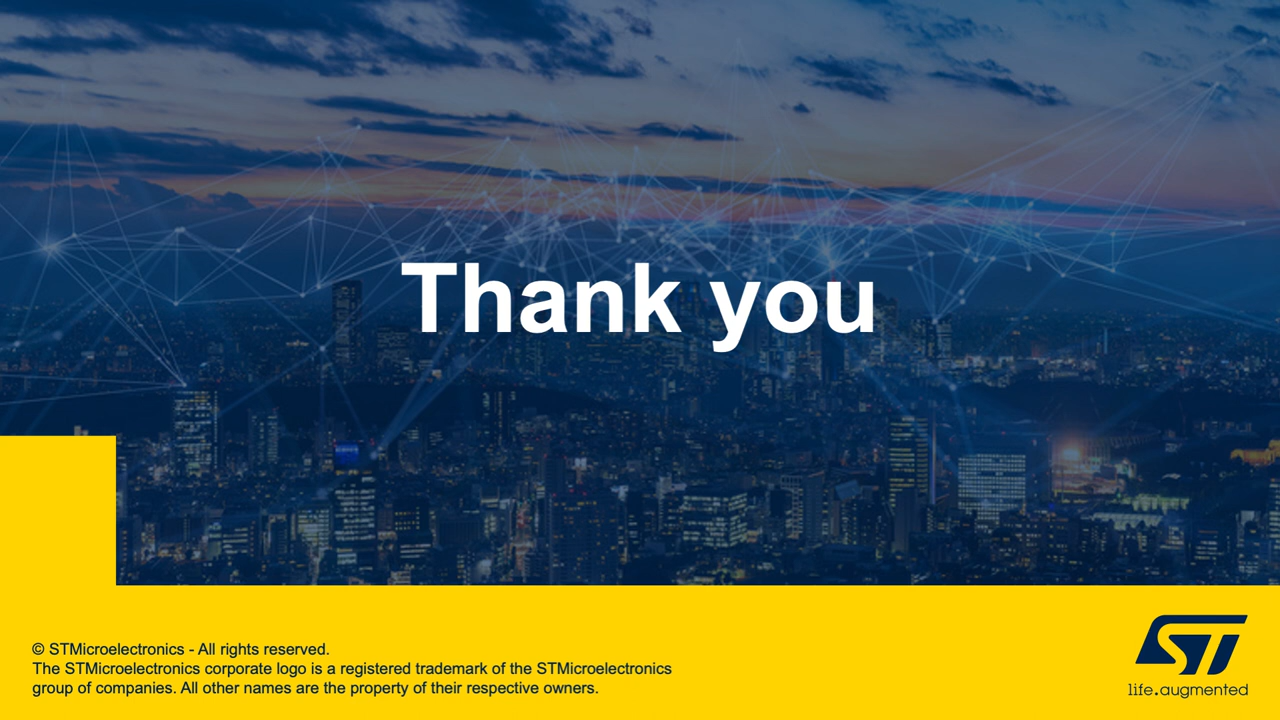 Thank you
© STMicroelectronics - All rights reserved.
The STMicroelectronics corporate logo is a registered trademark of the STMicroelectronics
group of companies. All other names are the property of their respective owners.
ST
life.augmented